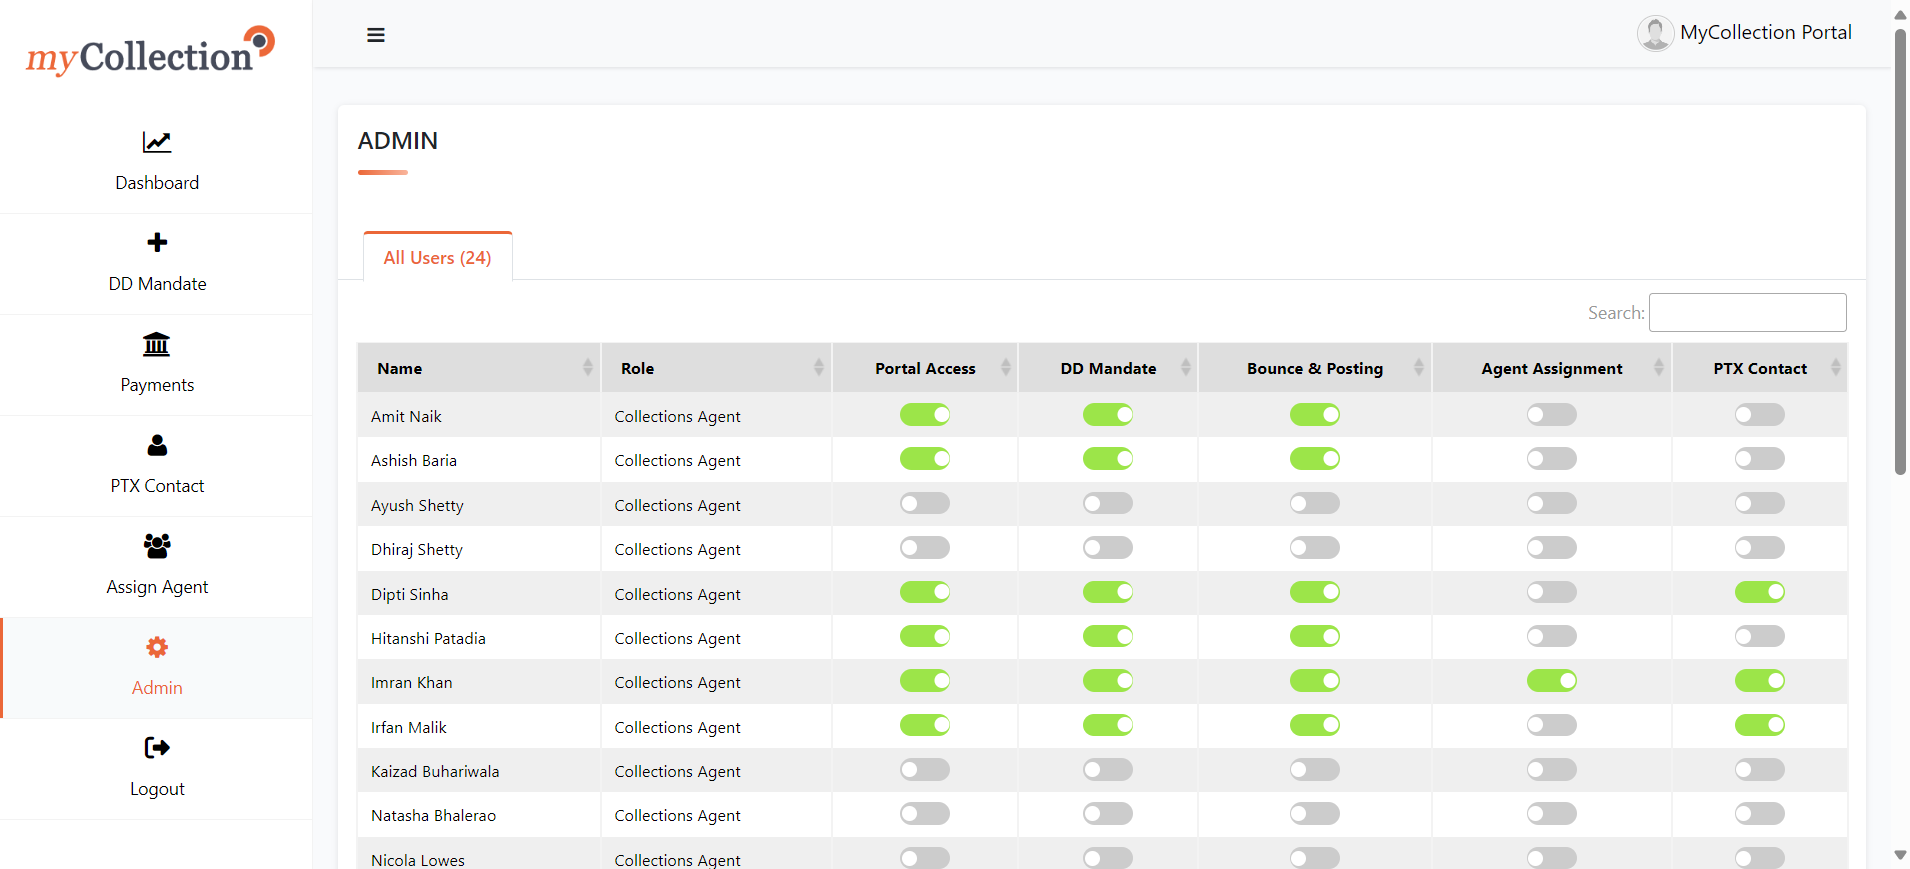 myCollection
MyCollection Portal
Dashboard
DD Mandate
Payments
PTX Contact
Assign Agent
Admin
Logout
ADMIN
All Users (24)
Search:
Name Role Portal Access DD Mandate Bounce & Posting Agent Assignment PTX Contact
Amit Naik Collections Agent
Ashish Baria Collections Agent
Ayush Shetty Collections Agent
Dhiraj Shetty Collections Agent
Dipti Sinha Collections Agent
Hitanshi Patadia Collections Agent
Imran Khan Collections Agent
Irfan Malik Collections Agent
Kaizad Buhariwala Collections Agent
Natasha Bhalerao Collections Agent
Nicola Lowes Collections Agent